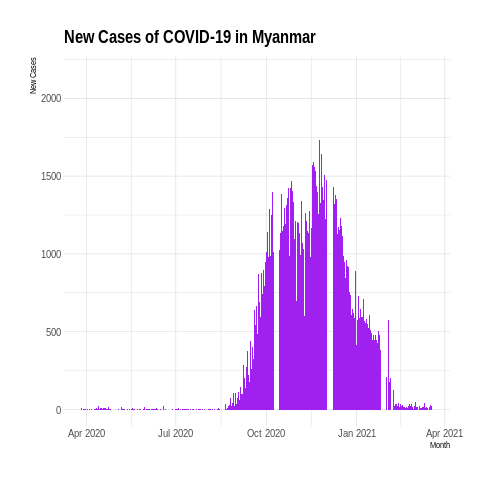 New Cases of COVID-19 in Myanmar
New Cases
2000
1500
1000
500
0
Apr 2020 Jul 2020 Oct 2020 Jan 2021 Apr 2021
Month